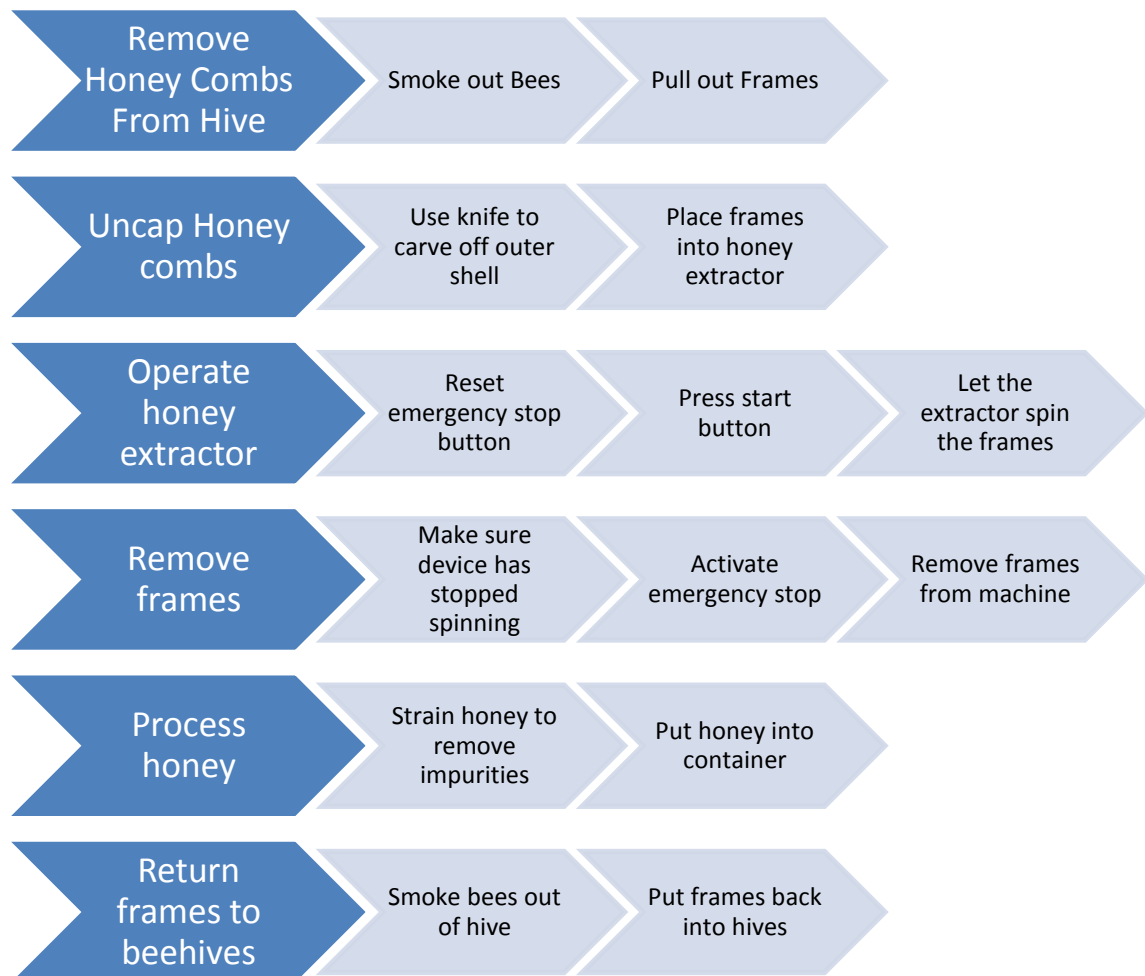 Remove
Honey Combs
From Hive
Smoke out Bees
Pull out Frames
Uncap Honey
combs
Use knife to
carve off outer
shell
Place frames
into honey
extractor
Operate
honey
extractor
Reset
emergency stop
button
Press start
button
Let the
extractor spin
the frames
Remove
frames
Make sure
device has
stopped
spinning
Activate
emergency stop
Remove frames
from machine
Process
honey
Strain honey to
remove
impurities
Put honey into
container
Return
frames to
beehives
Smoke bees out
of hive
Put frames back
into hives